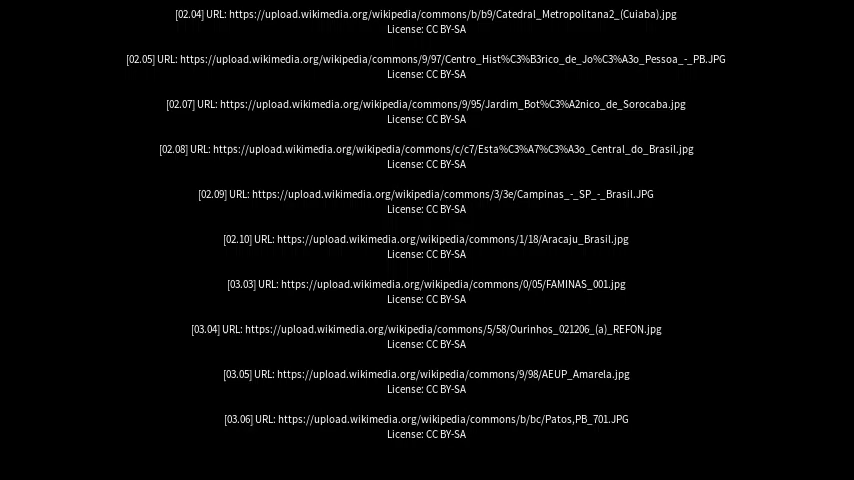 [02.04] URL: https://upload.wikimedia.org/wikipedia/commons/b/b9/Catedral_Metropolitana2_(Cuiaba).jpg
License: CC BY-SA
[02.05] URL: https://upload.wikimedia.org/wikipedia/commons/9/97/Centro_Hist%C3%B3rico_de_Jo%C3%A3o_Pessoa_-_PB.JPG
License: CC BY-SA
[02.07] URL: https://upload.wikimedia.org/wikipedia/commons/9/95/Jardim_Bot%C3%A2nico_de_Sorocaba.jpg
License: CC BY-SA
[02.08] URL: https://upload.wikimedia.org/wikipedia/commons/c/c7/Esta%C3%A7%C3%A3o_Central_do_Brasil.jpg
License: CC BY-SA
[02.09] URL: https://upload.wikimedia.org/wikipedia/commons/3/3e/Campinas_-_SP_-_Brasil.JPG
License: CC BY-SA
[02.10] URL: https://upload.wikimedia.org/wikipedia/commons/1/18/Aracaju_Brasil.jpg
License: CC BY-SA
[03.03] URL: https://upload.wikimedia.org/wikipedia/commons/0/05/FAMINAS_001.jpg
License: CC BY-SA
[03.04] URL: https://upload.wikimedia.org/wikipedia/commons/5/58/Ourinhos_021206_(a)_REFON.jpg
License: CC BY-SA
[03.05] URL: https://upload.wikimedia.org/wikipedia/commons/9/98/AEUP_Amarela.jpg
License: CC BY-SA
[03.06] URL: https://upload.wikimedia.org/wikipedia/commons/b/bc/Patos,PB_701.JPG
License: CC BY-SA